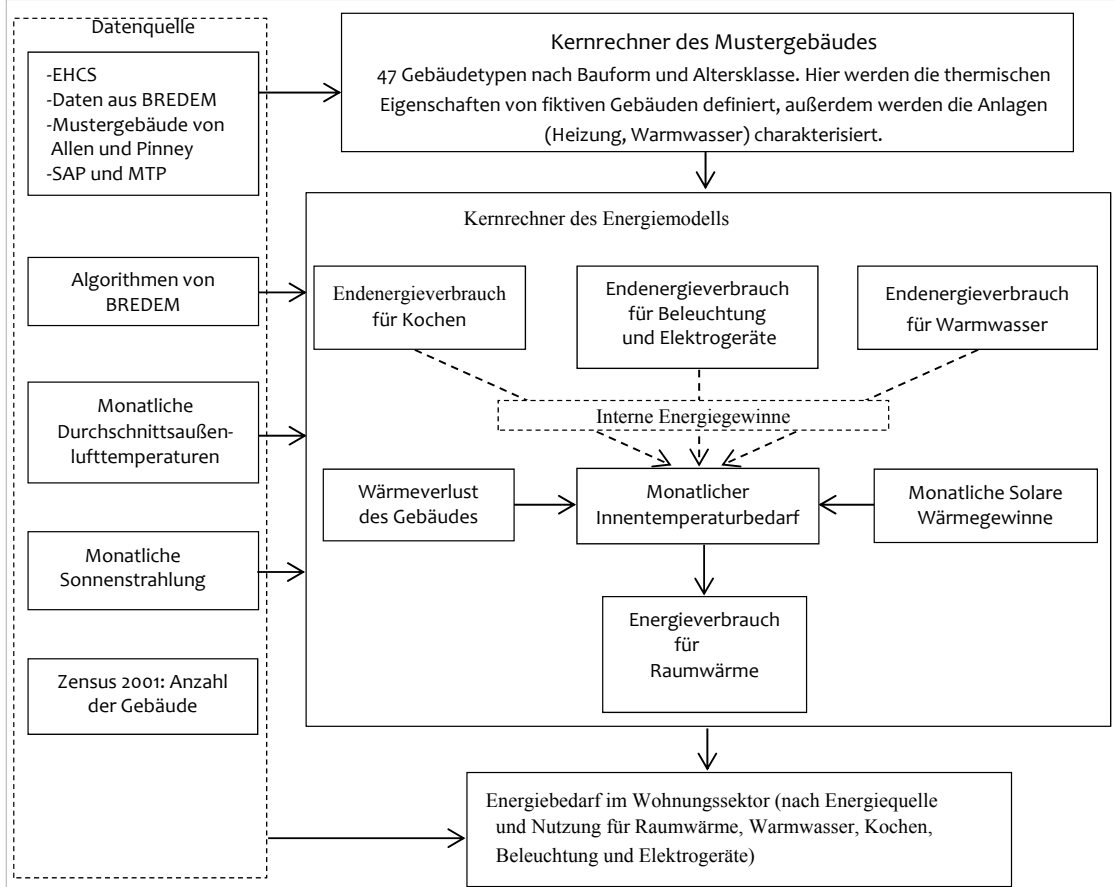 Datenquelle
-EHCS
-Daten aus BREDEM
-Mustergebäude von
Allen und Pinney
-SAP und MTP
Kernrechner des Mustergebäudes
47 Gebäudetypen nach Bauform und Altersklasse. Hier werden die thermischen
Eigenschaften von fiktiven Gebäuden definiert, außerdem werden die Anlagen
(Heizung, Warmwasser) charakterisiert.
Kernrechner des Energiemodells
Algorithmen von
BREDEM
Endenergieverbrauch
für Kochen
Endenergieverbrauch
für Beleuchtung
und Elektrogeräte
Endenergieverbrauch
für Warmwasser
Monatliche
Durchschnittsaußen-
lufttemperaturen
Interne Energiegewinne
Wärmeverlust
des Gebäudes
Monatlicher
Innentemperaturbedarf
Monatliche Solare
Wärmegewinne
Monatliche
Sonnenstrahlung
Energieverbrauch
für
Raumwärme
Zensus 2001: Anzahl
der Gebäude
Energiebedarf im Wohnungssektor (nach Energiequelle
und Nutzung für Raumwärme, Warmwasser, Kochen,
Beleuchtung und Elektrogeräte)